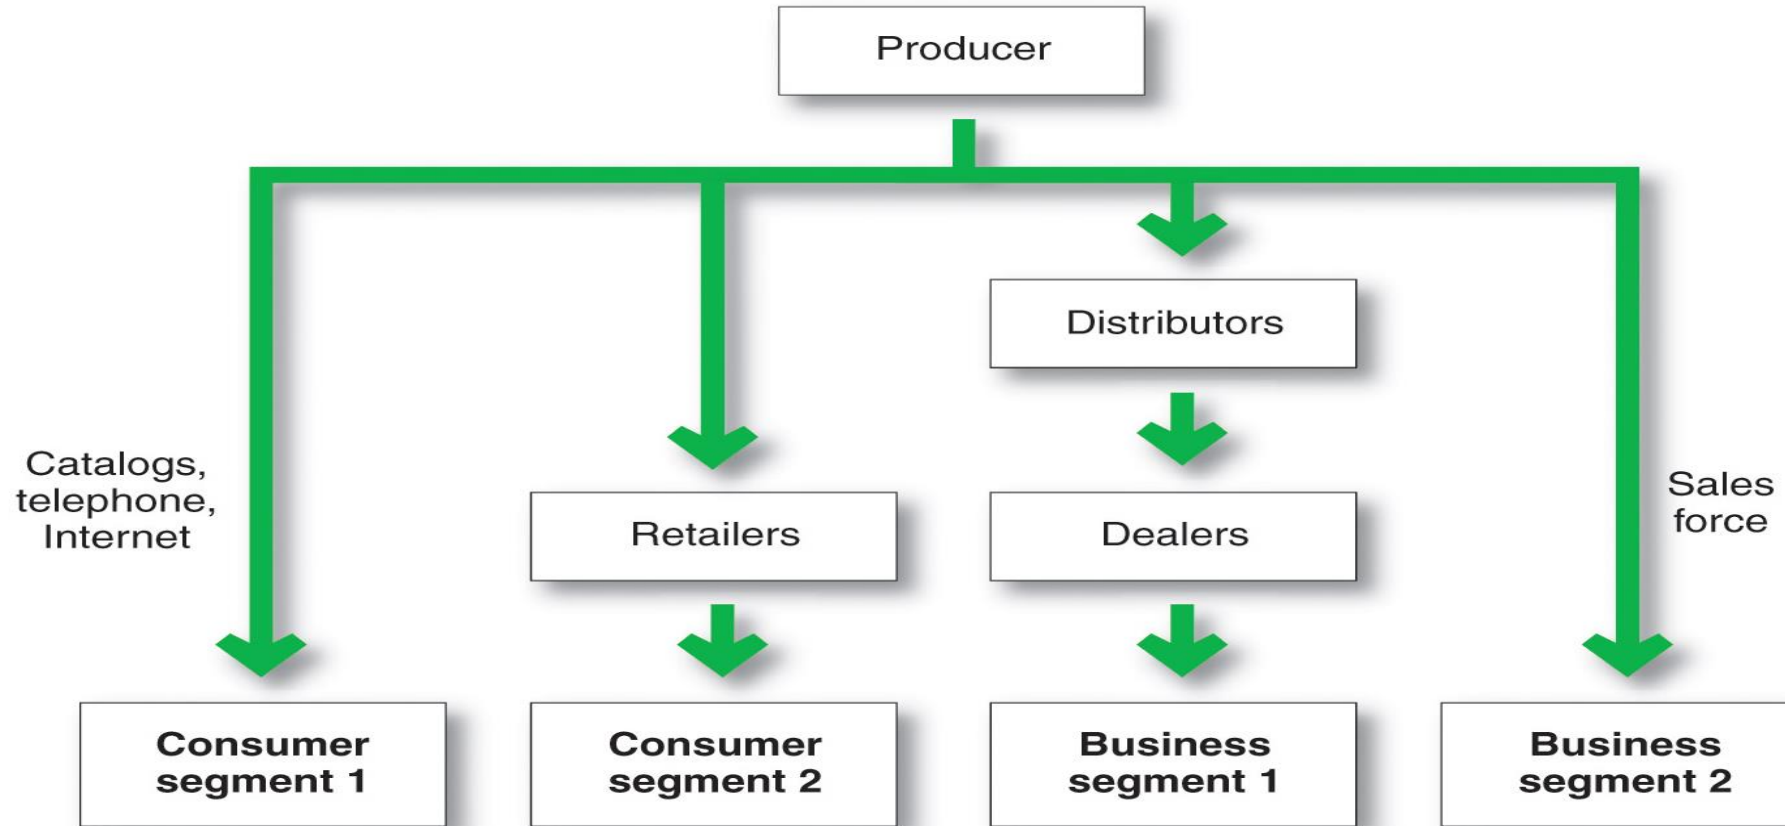 Producer
Distributors
Catalogs,
telephone,
Internet
Sales
force
Retailers
Dealers
Consumer
segment 1
Consumer
segment 2
Business
segment 1
Business
segment 2